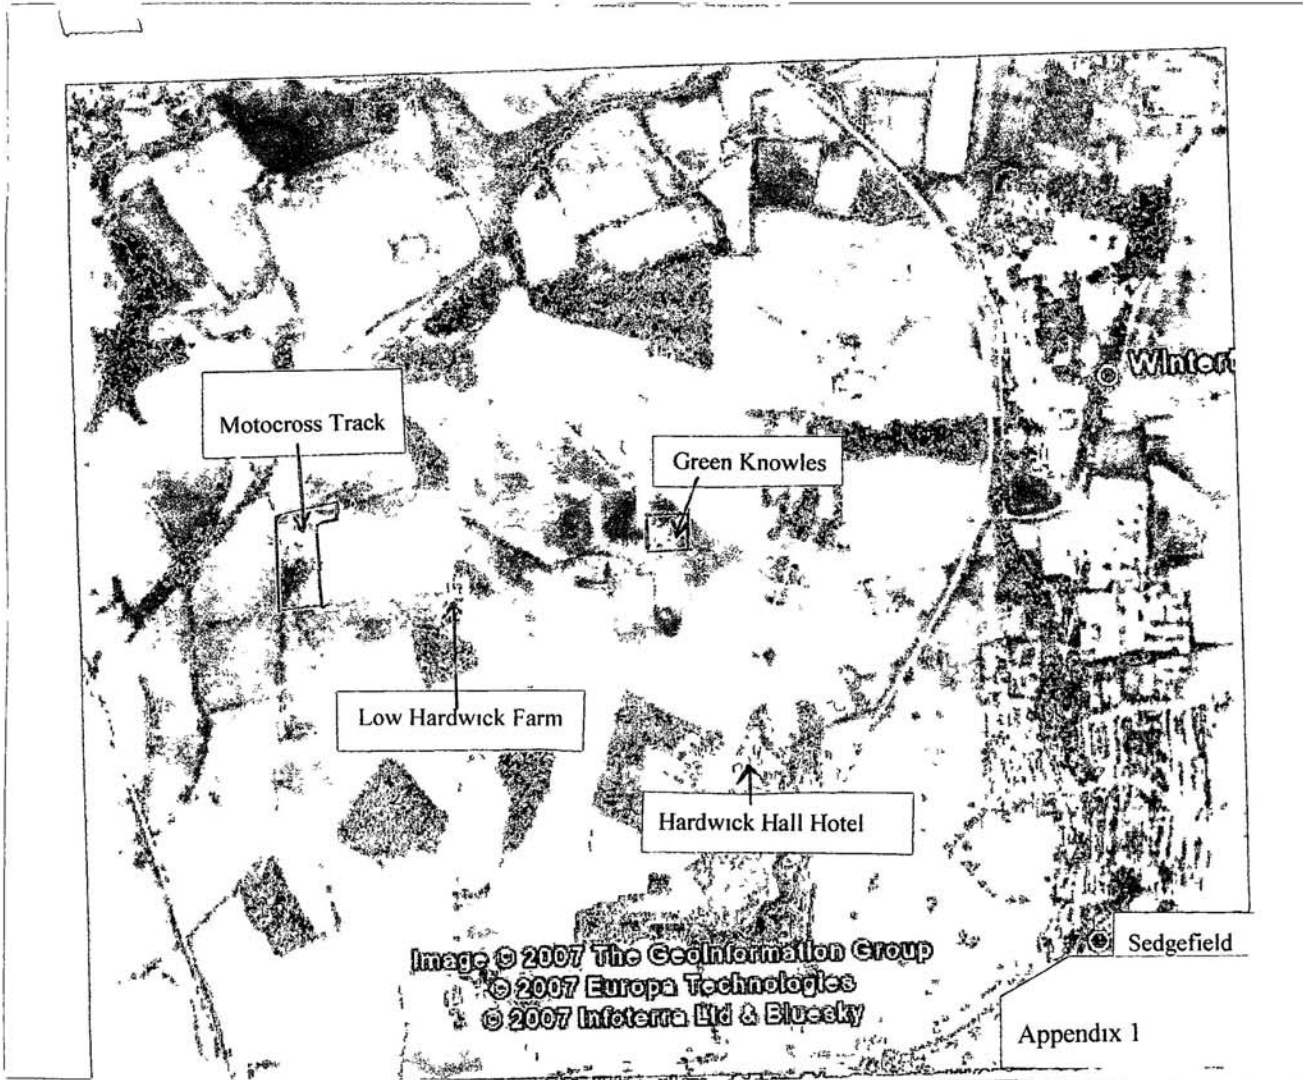 Wintert
Motocross Track
Green Knowles
Low Hardwick Farm
Hardwick Hall Hotel
Sedgefield
Image © 2007 The GeoInformation Group
© 2007 Europa Technologies
© 2007 Infoterra Ltd & Bluesky
Appendix 1